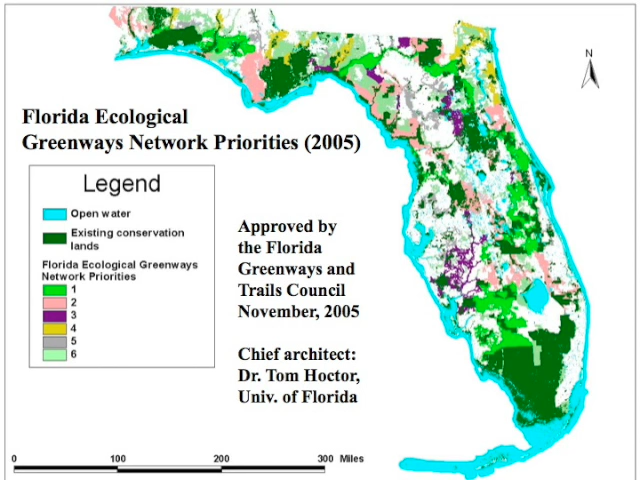 N
Florida Ecological
Greenways Network Priorities (2005)
Legend
Open water
Existing conservation
lands
Florida Ecological Greenways
Network Priorities
1
2
3
4
5
6
Approved by
the Florida
Greenways and
Trails Council
November, 2005
Chief architect:
Dr. Tom Hoctor,
Univ. of Florida
0 100 200 300 Miles